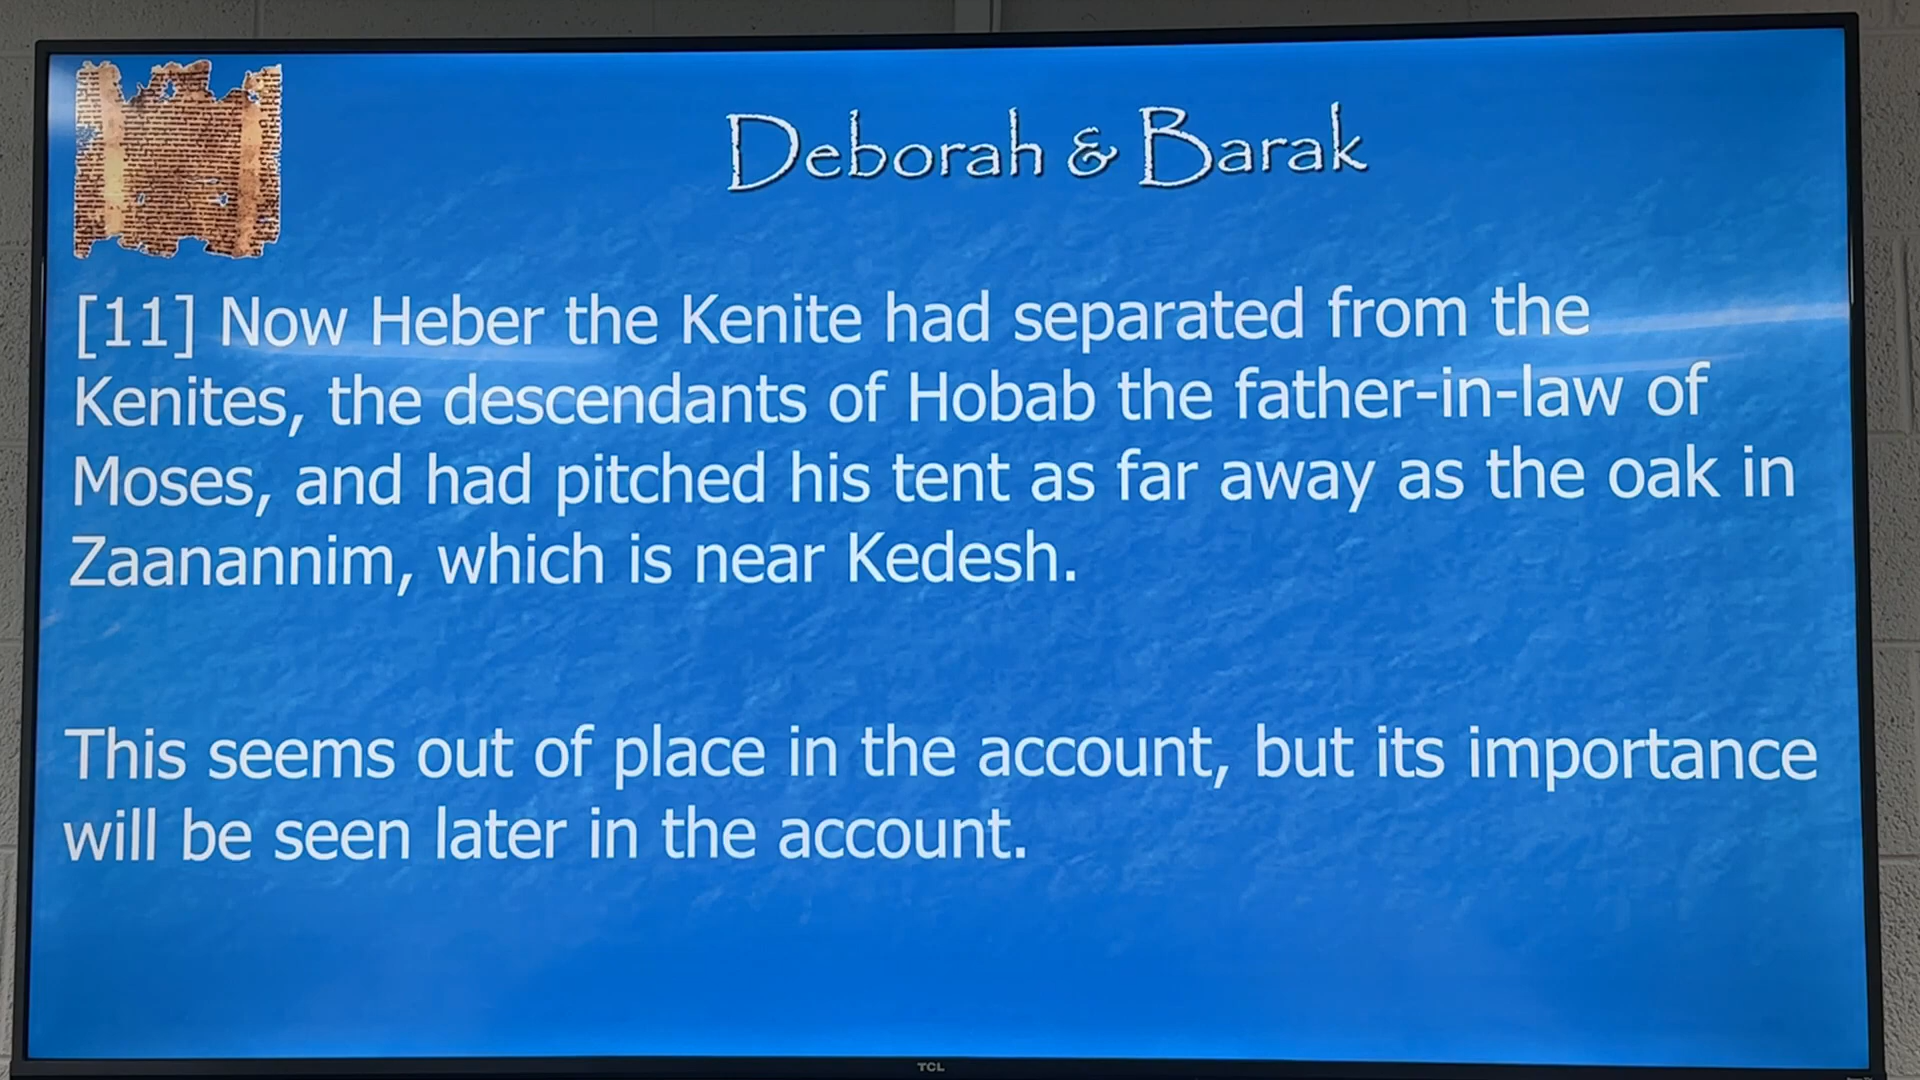 Deborah & Barak
[11] Now Heber the Kenite had separated from the
Kenites, the descendants of Hobab the father-in-law of
Moses, and had pitched his tent as far away as the oak in
Zaanannim, which is near Kedesh.
This seems out of place in the account, but its importance
will be seen later in the account.
TCL